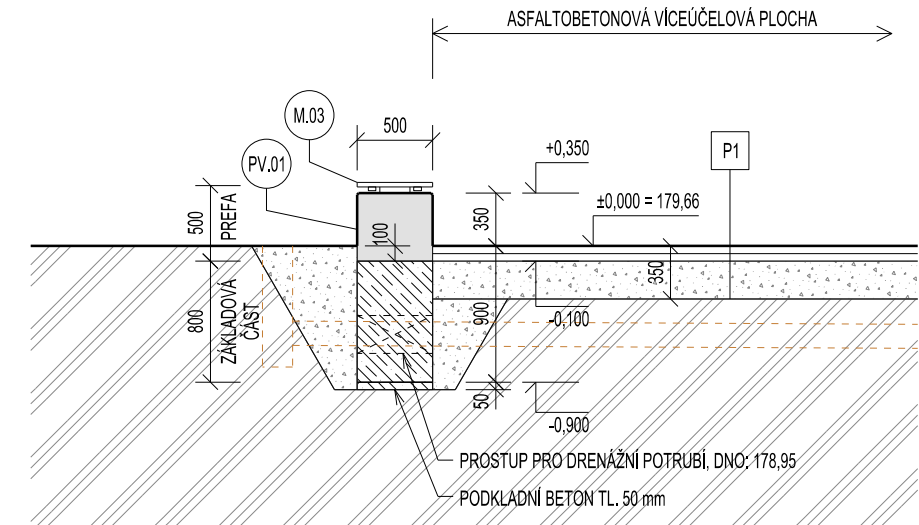 ASFALTOBETONOVÁ VÍCEÚČELOVÁ PLOCHA
M.03
500
PV.01
+0,350
P1
±0,000 = 179,66
500
PREFA
350
100
350
800
ZÁKLADOVÁ
ČÁST
900
-0,100
50
-0,900
PROSTUP PRO DRENÁŽNÍ POTRUBÍ, DNO: 178,95
PODKLADNÍ BETON TL. 50 mm